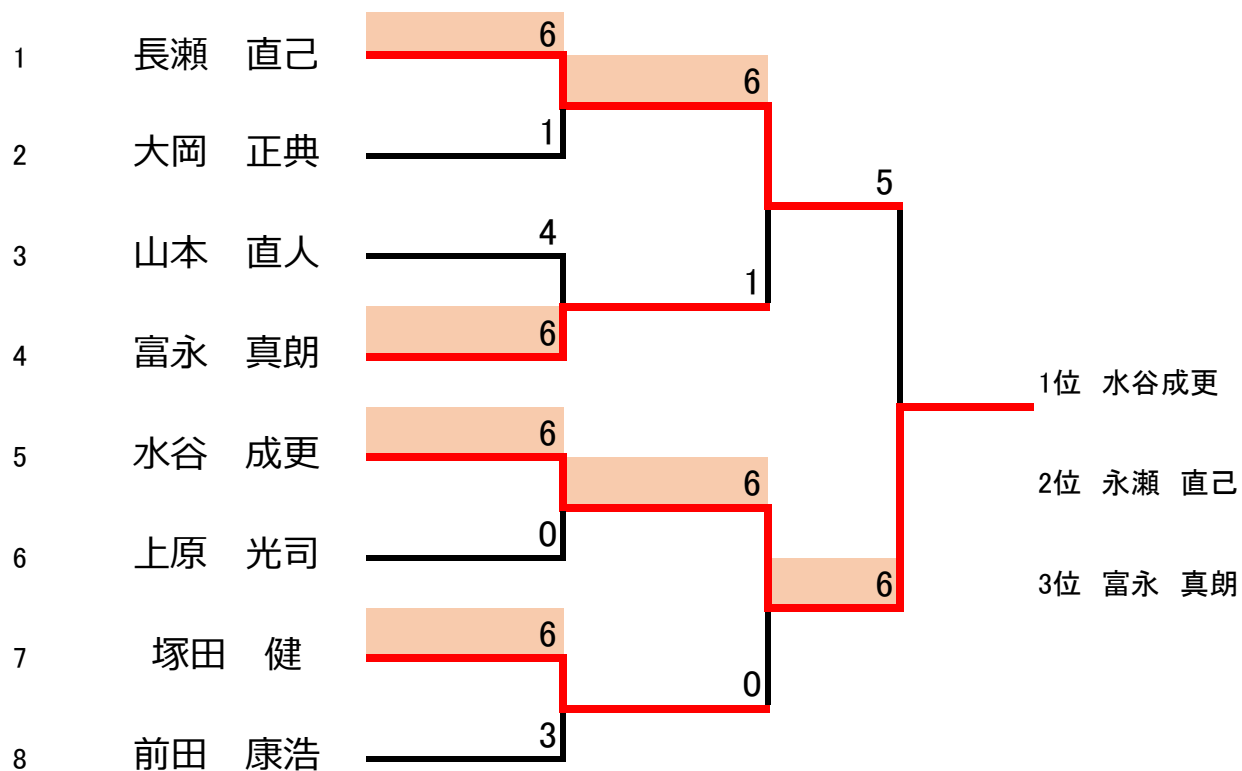 1 長瀬 直己 6
6
1
2 大岡 正典
5
3 山本 直人 4
1
4 富永 真朗 6
1位 水谷成更
5 水谷 成更 6
6
2位 永瀬 直己
0
6 上原 光司
6
3位 富永 真朗
7 塚田 健 6
0
3
8 前田 康浩